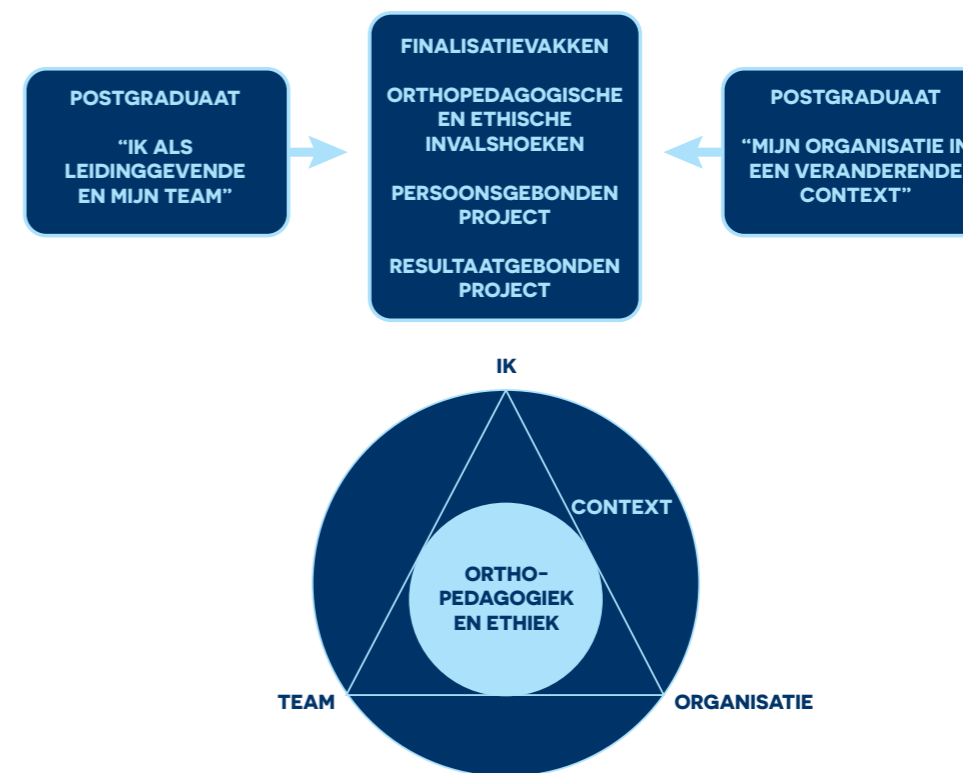 POSTGRADUAAT
“IK ALS
LEIDINGGEVENDE
EN MIJN TEAM”
FINALISATIEVAKKEN
ORTHOPEDAGOGISCHE
EN ETHISCHE
INVALSHOEKEN
PERSOONSGEBONDEN
PROJECT
RESULTAATGEBONDEN
PROJECT
POSTGRADUAAT
“MIJN ORGANISATIE IN
EEN VERANDERENDE
CONTEXT”
IK
CONTEXT
ORTHO-
PEDAGOGIEK
EN ETHIEK
TEAM
ORGANISATIE